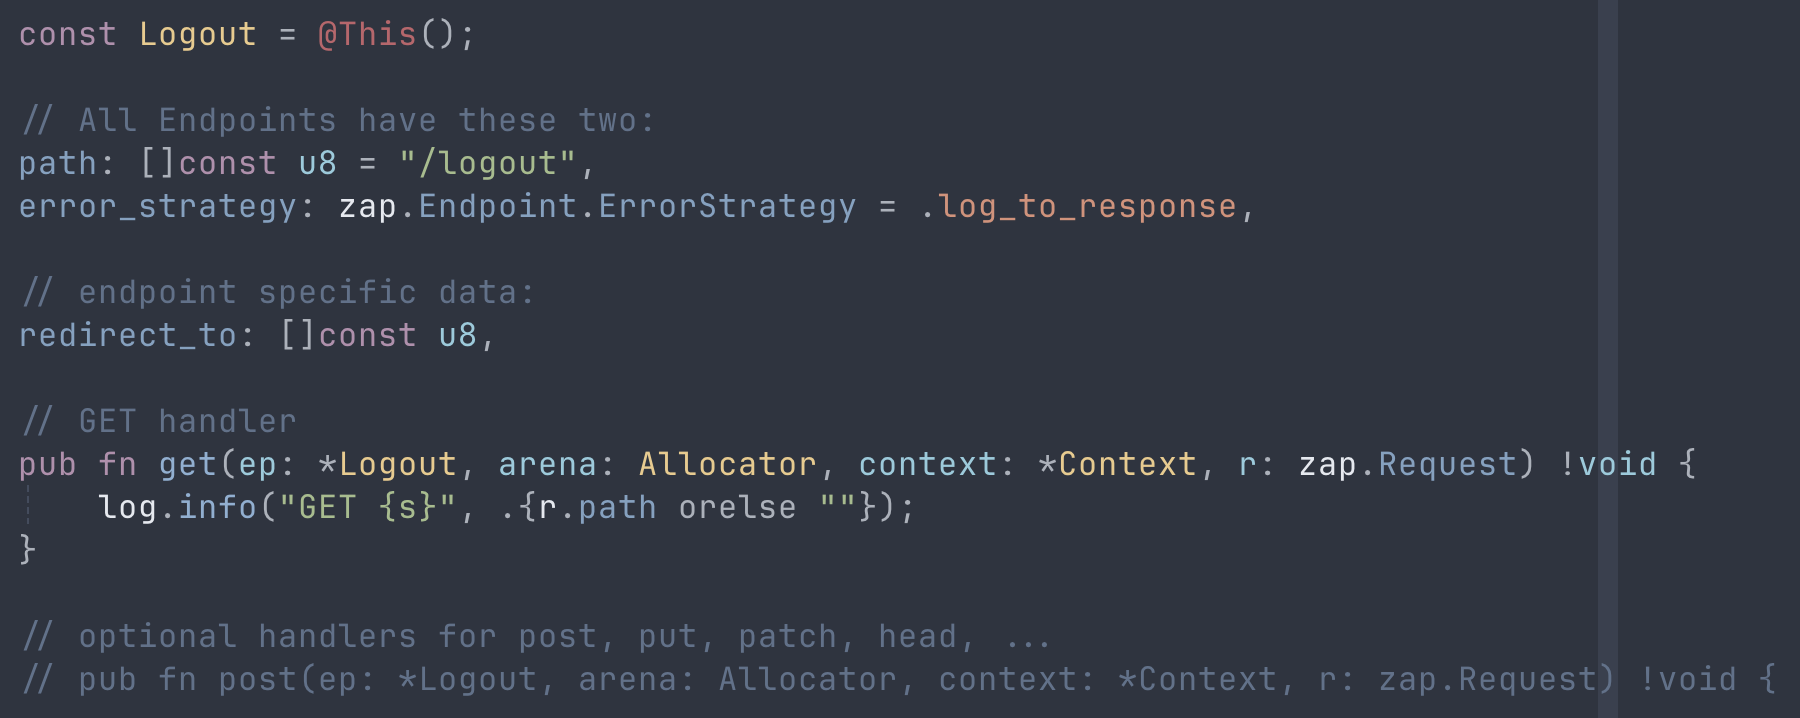 const Logout = @This();
// All Endpoints have these two:
path: []const u8 = "/logout",
error_strategy: zap.Endpoint.ErrorStrategy = .log_to_response,
// endpoint specific data:
redirect_to: []const u8,
// GET handler
pub fn get(ep: *Logout, arena: Allocator, context: *Context, r: zap.Request) !void {
    log.info("GET {s}", .{r.path orelse ""});
}
// optional handlers for post, put, patch, head, ...
// pub fn post(ep: *Logout, arena: Allocator, context: *Context, r: zap.Request) !void {